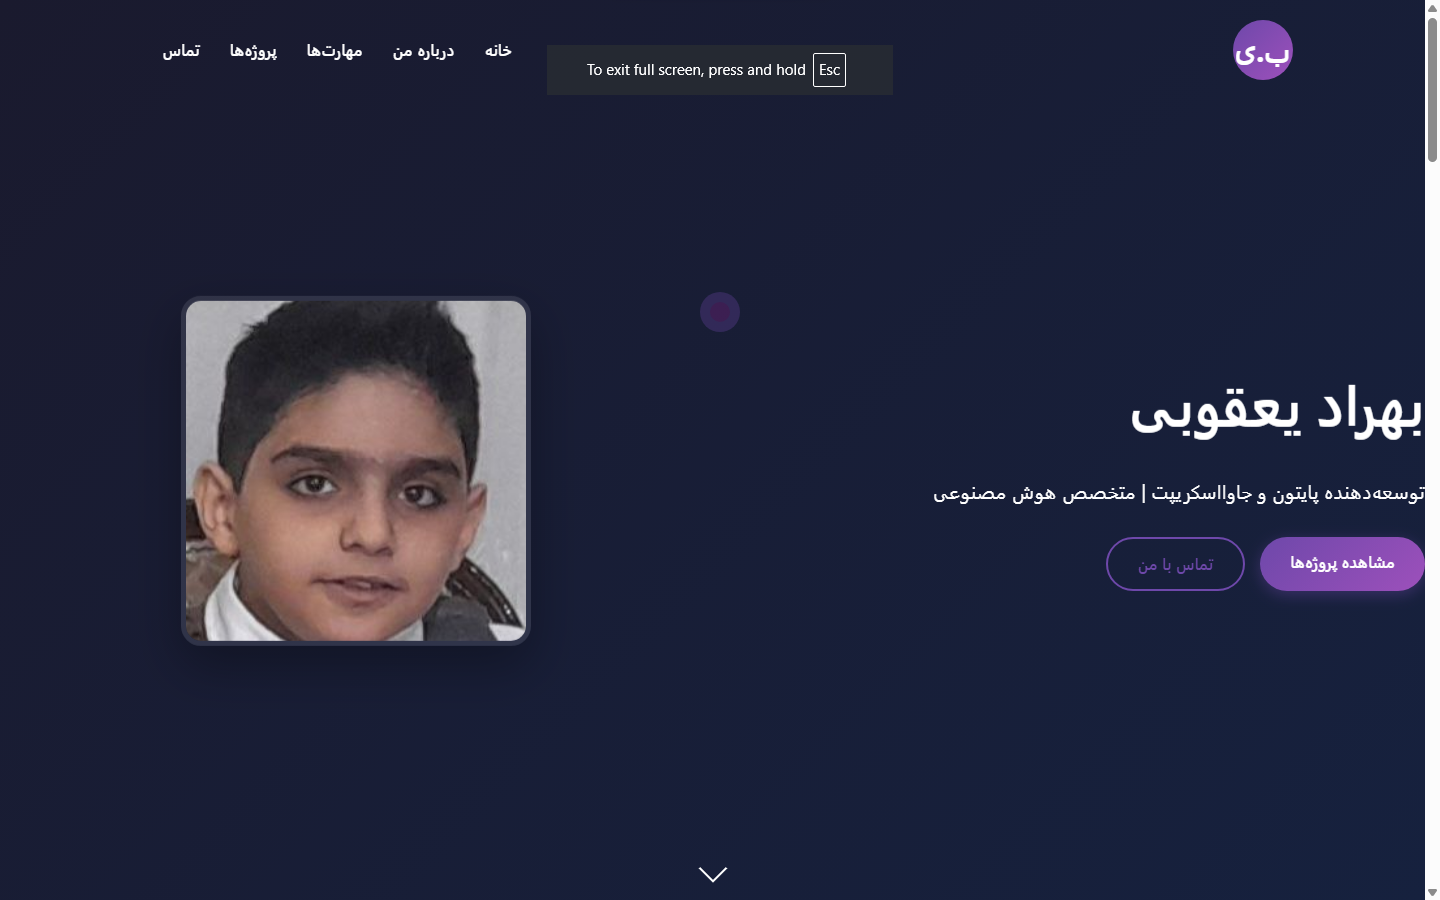 ب.ی
خانه
درباره من
مهارت‌ها
پروژه‌ها
تماس
To exit full screen, press and hold Esc
بهراد یعقوبی
توسعه‌دهنده پایتون و جاوااسکریپت | متخصص هوش مصنوعی
مشاهده پروژه‌ها
تماس با من